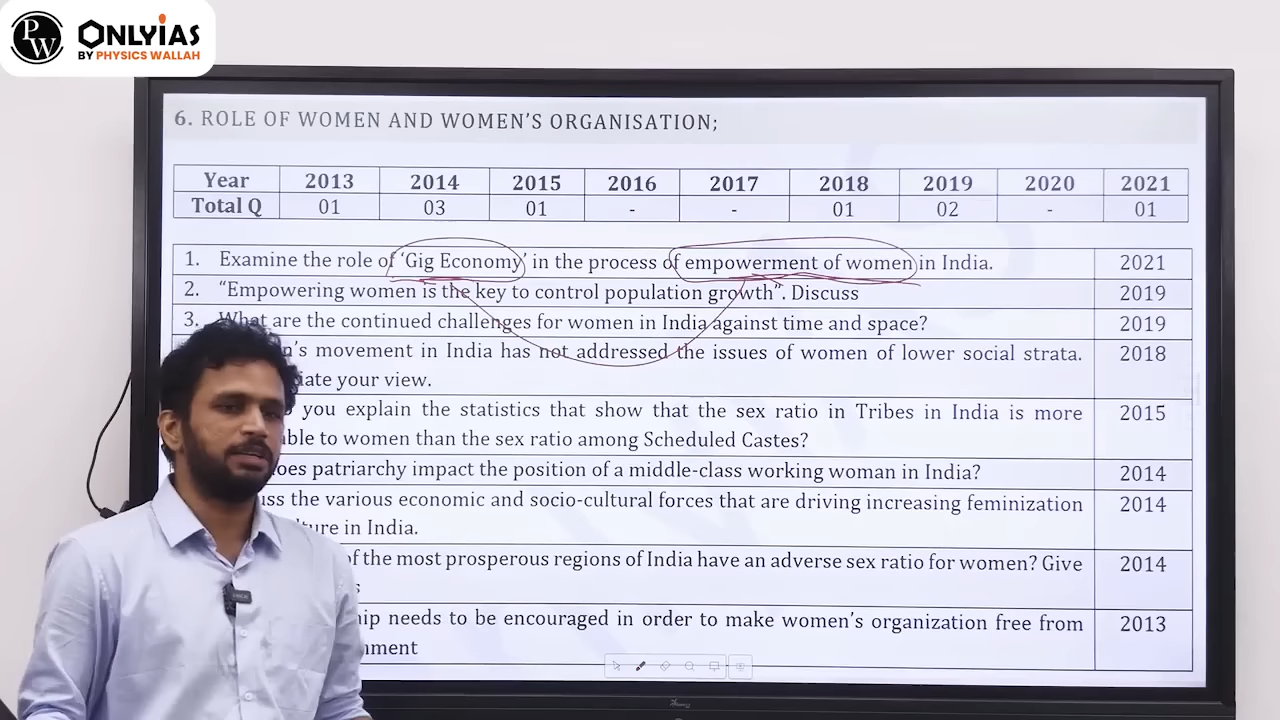 PW
ONLYIAS
BY PHYSICS WALLAH
6. ROLE OF WOMEN AND WOMEN'S ORGANISATION;
Year 2013 2014 2015 2016 2017 2018 2019 2020 2021
Total Q 01 03 01 - - 01 02 - 01
1. Examine the role of 'Gig Economy' in the process of empowerment of women in India. 2021
2. "Empowering women is the key to control population growth". Discuss 2019
3. What are the continued challenges for women in India against time and space? 2019
movement in India has not addressed the issues of women of lower social strata. 2018
your view.
you explain the statistics that show that the sex ratio in Tribes in India is more 2015
to women than the sex ratio among Scheduled Castes?
patriarchy impact the position of a middle-class working woman in India? 2014
the various economic and socio-cultural forces that are driving increasing feminization 2014
in India.
of the most prosperous regions of India have an adverse sex ratio for women? Give 2014
needs to be encouraged in order to make women's organization free from 2013